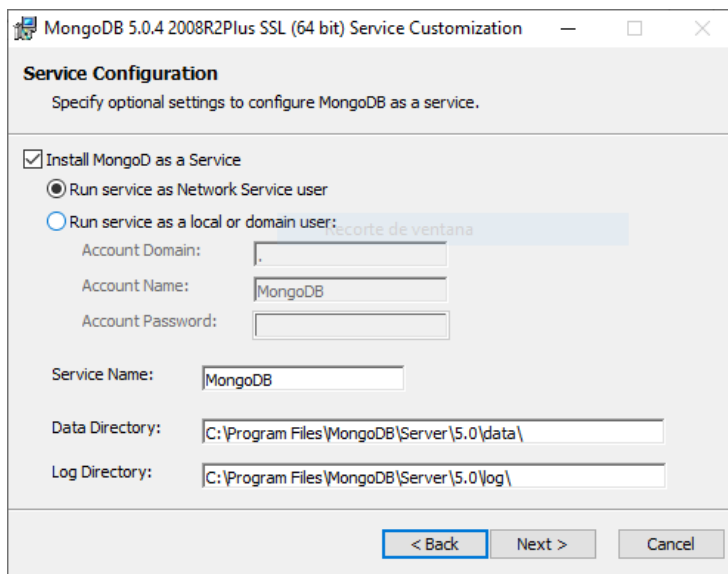 MongoDB 5.0.4 2008R2Plus SSL (64 bit) Service Customization
Service Configuration
Specify optional settings to configure MongoDB as a service.
Install MongoD as a Service
Run service as Network Service user
Run service as a local or domain user:
Recorte de ventana
Account Domain:
.
Account Name:
MongoDB
Account Password:
Service Name:
MongoDB
Data Directory:
C:\Program Files\MongoDB\Server\5.0\data\
Log Directory:
C:\Program Files\MongoDB\Server\5.0\log\
< Back
Next >
Cancel